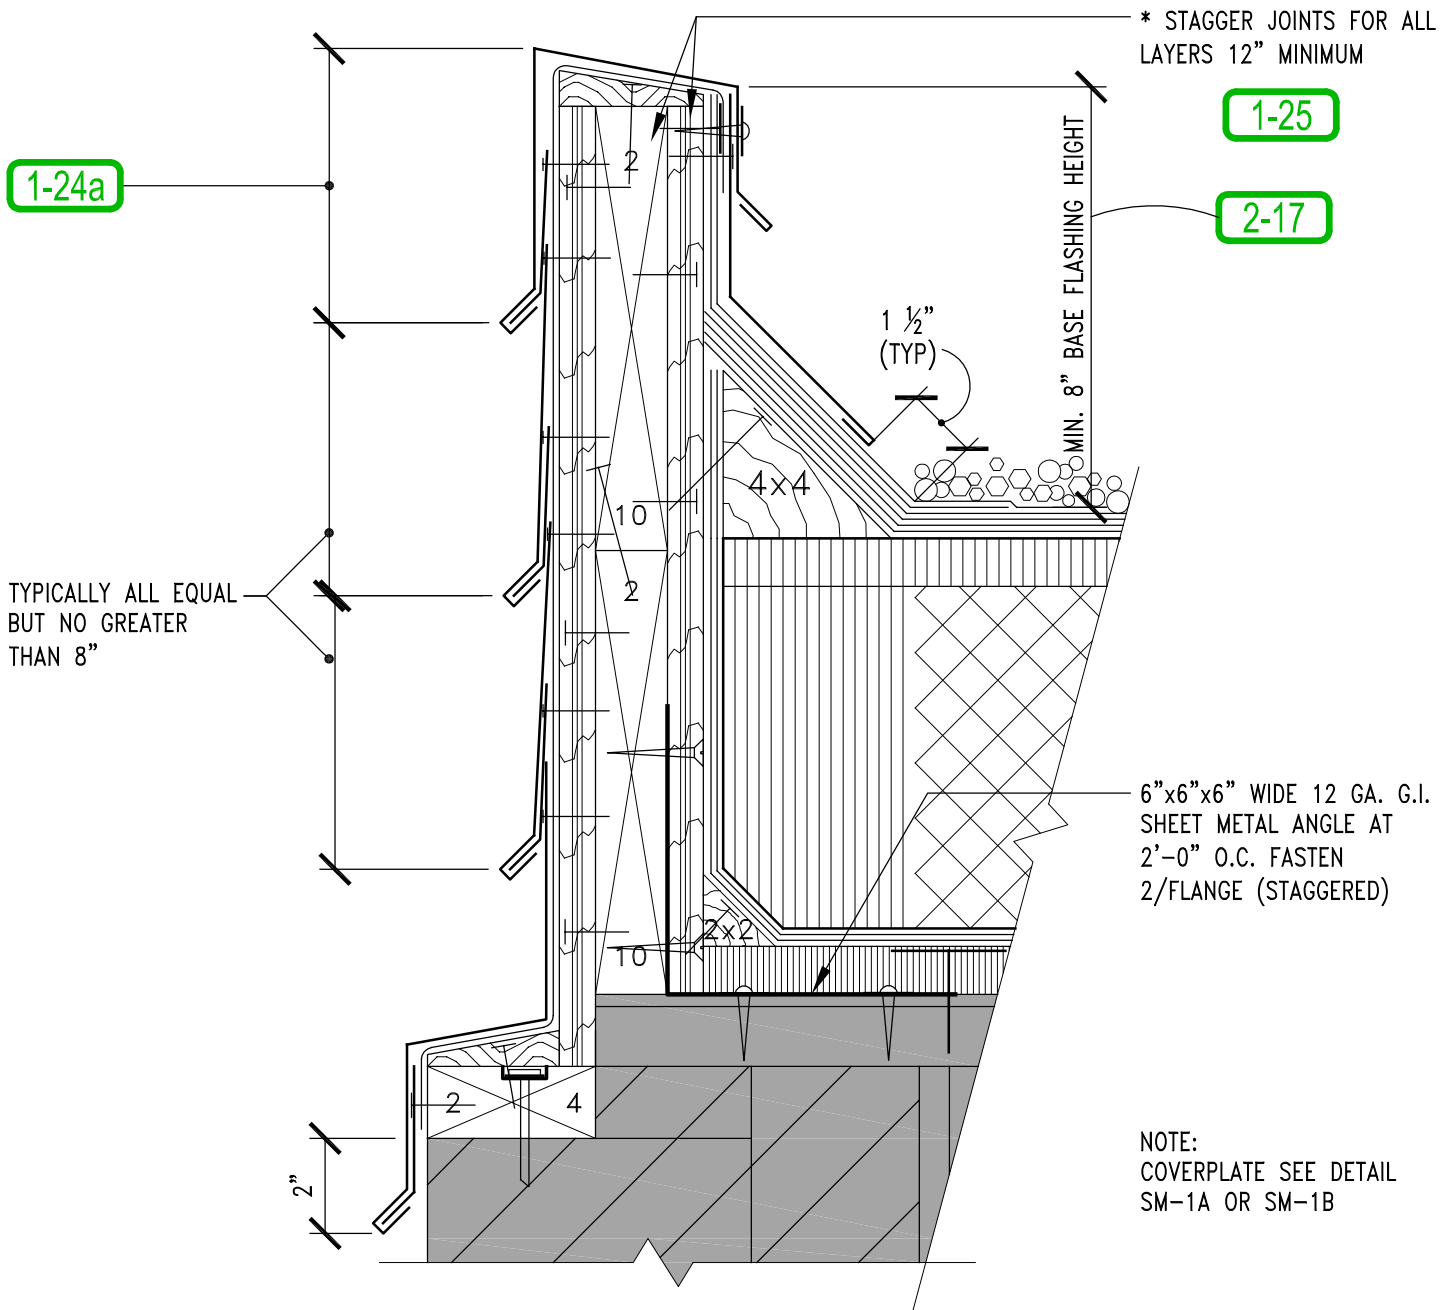 * STAGGER JOINTS FOR ALL
LAYERS 12" MINIMUM
1-25
1-24a
2-17
MIN. 8" BASE FLASHING HEIGHT
2
1 ½"
(TYP)
4x4
10
2
TYPICALLY ALL EQUAL
BUT NO GREATER
THAN 8"
6"x6"x6" WIDE 12 GA. G.I.
SHEET METAL ANGLE AT
2'-0" O.C. FASTEN
2/FLANGE (STAGGERED)
2x2
10
2
4
2"
NOTE:
COVERPLATE SEE DETAIL
SM-1A OR SM-1B